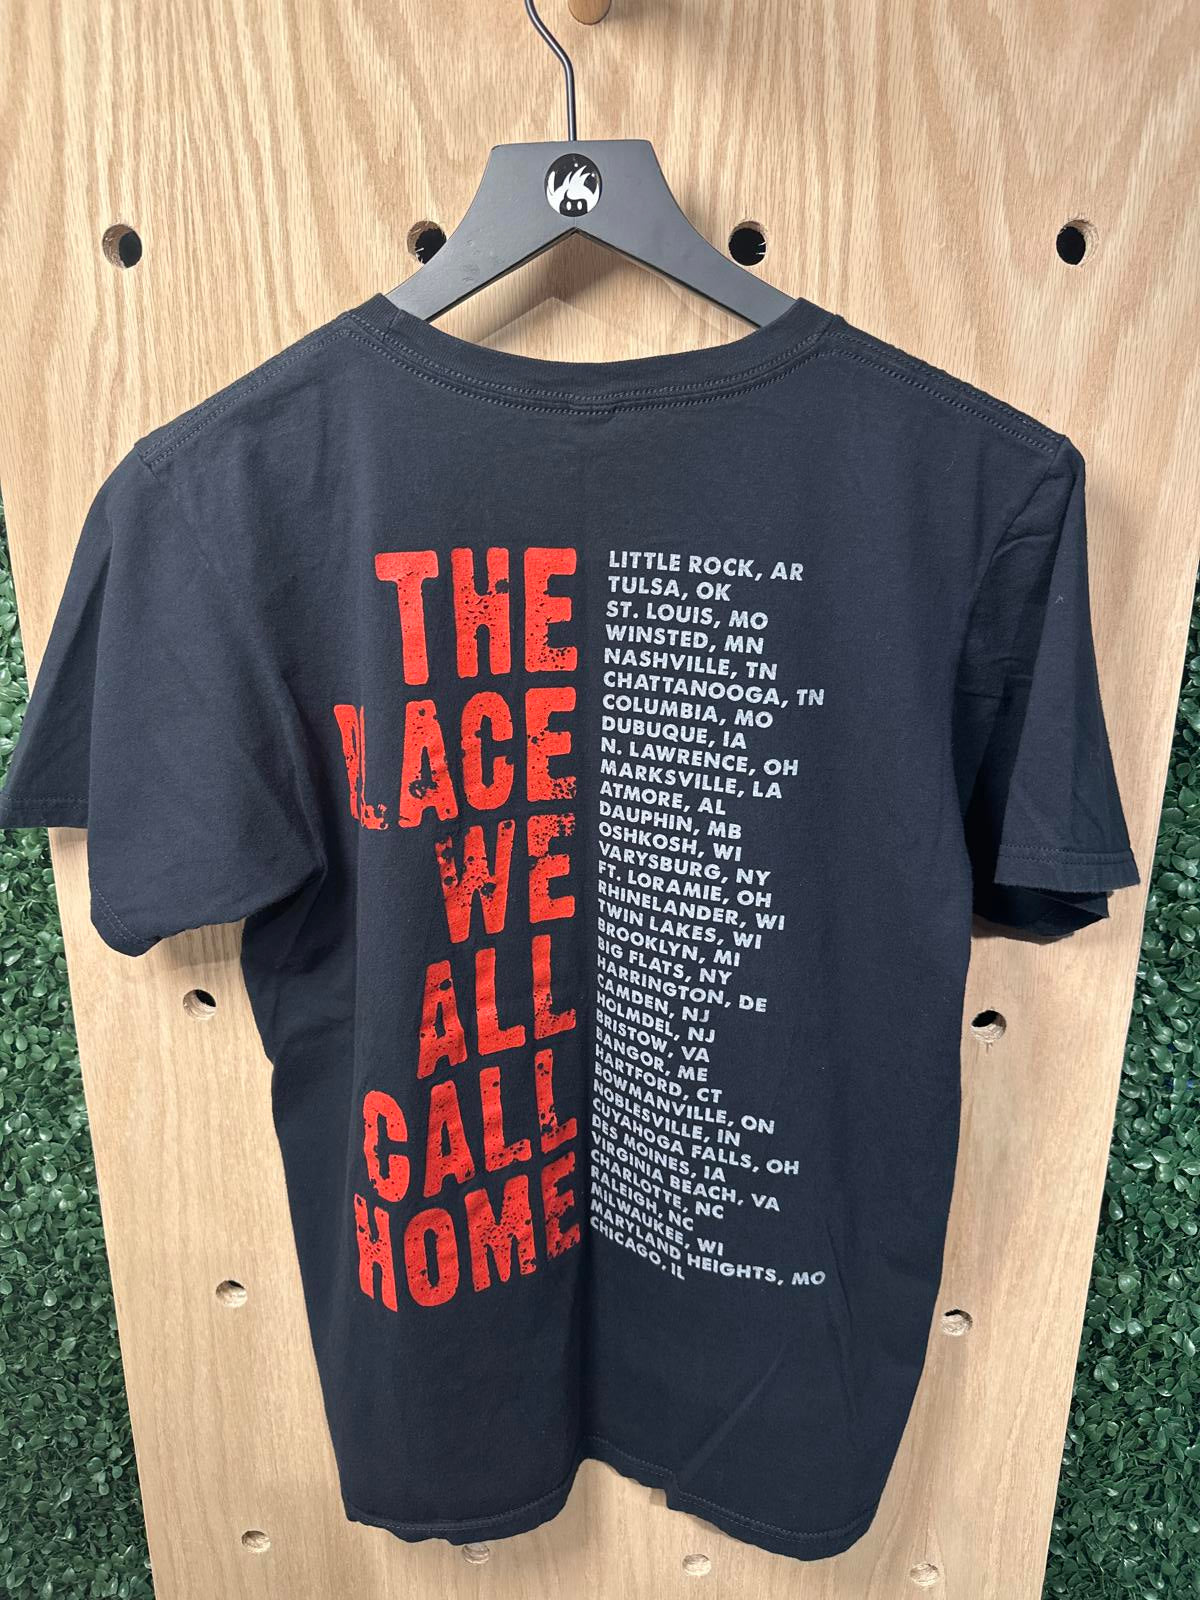 THE
PLACE
WE
ALL
CALL
HOME
LITTLE ROCK, AR
TULSA, OK
ST. LOUIS, MO
WINSTED, MN
NASHVILLE, TN
CHATTANOOGA, TN
COLUMBIA, MO
DUBUQUE, IA
N. LAWRENCE, OH
MARKSVILLE, LA
ATMORE, AL
DAUPHIN, MB
OSHKOSH, WI
VARYSBURG, NY
FT. LORAMIE, OH
RHINELANDER, WI
TWIN LAKES, WI
BROOKLYN, MI
BIG FLATS, NY
HARRINGTON, DE
CAMDEN, NJ
HOLMDEL, NJ
BRISTOW, VA
BANGOR, ME
HARTFORD, CT
BOWMANVILLE, ON
NOBLESVILLE, IN
CUYAHOGA FALLS, OH
DES MOINES, IA
VIRGINIA BEACH, VA
CHARLOTTE, NC
RALEIGH, NC
MILWAUKEE, WI
MARYLAND HEIGHTS, MO
CHICAGO, IL